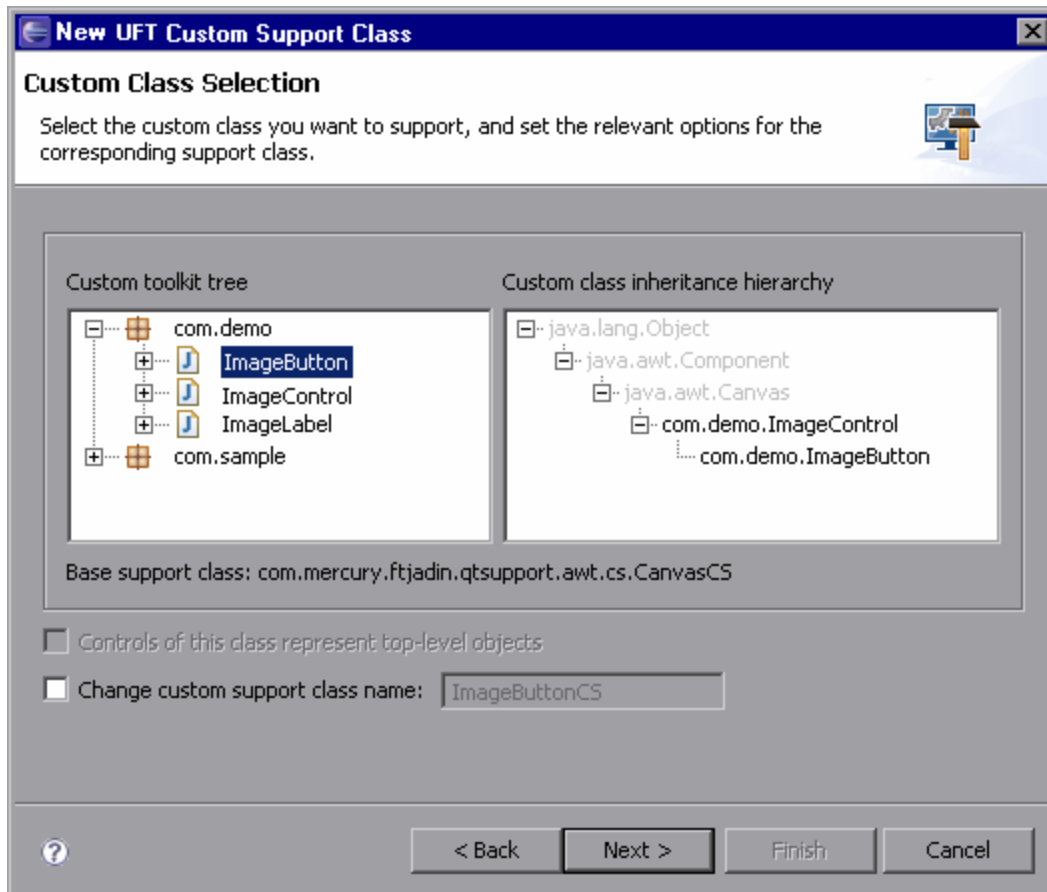 New UFT Custom Support Class
Custom Class Selection
Select the custom class you want to support, and set the relevant options for the
corresponding support class.
Custom toolkit tree
com.demo
ImageButton
ImageControl
ImageLabel
com.sample
Custom class inheritance hierarchy
java.lang.Object
java.awt.Component
java.awt.Canvas
com.demo.ImageControl
com.demo.ImageButton
Base support class: com.mercury.ftjadin.qtsupport.awt.cs.CanvasCS
Controls of this class represent top-level objects
Change custom support class name: ImageButtonCS
? < Back Next > Finish Cancel